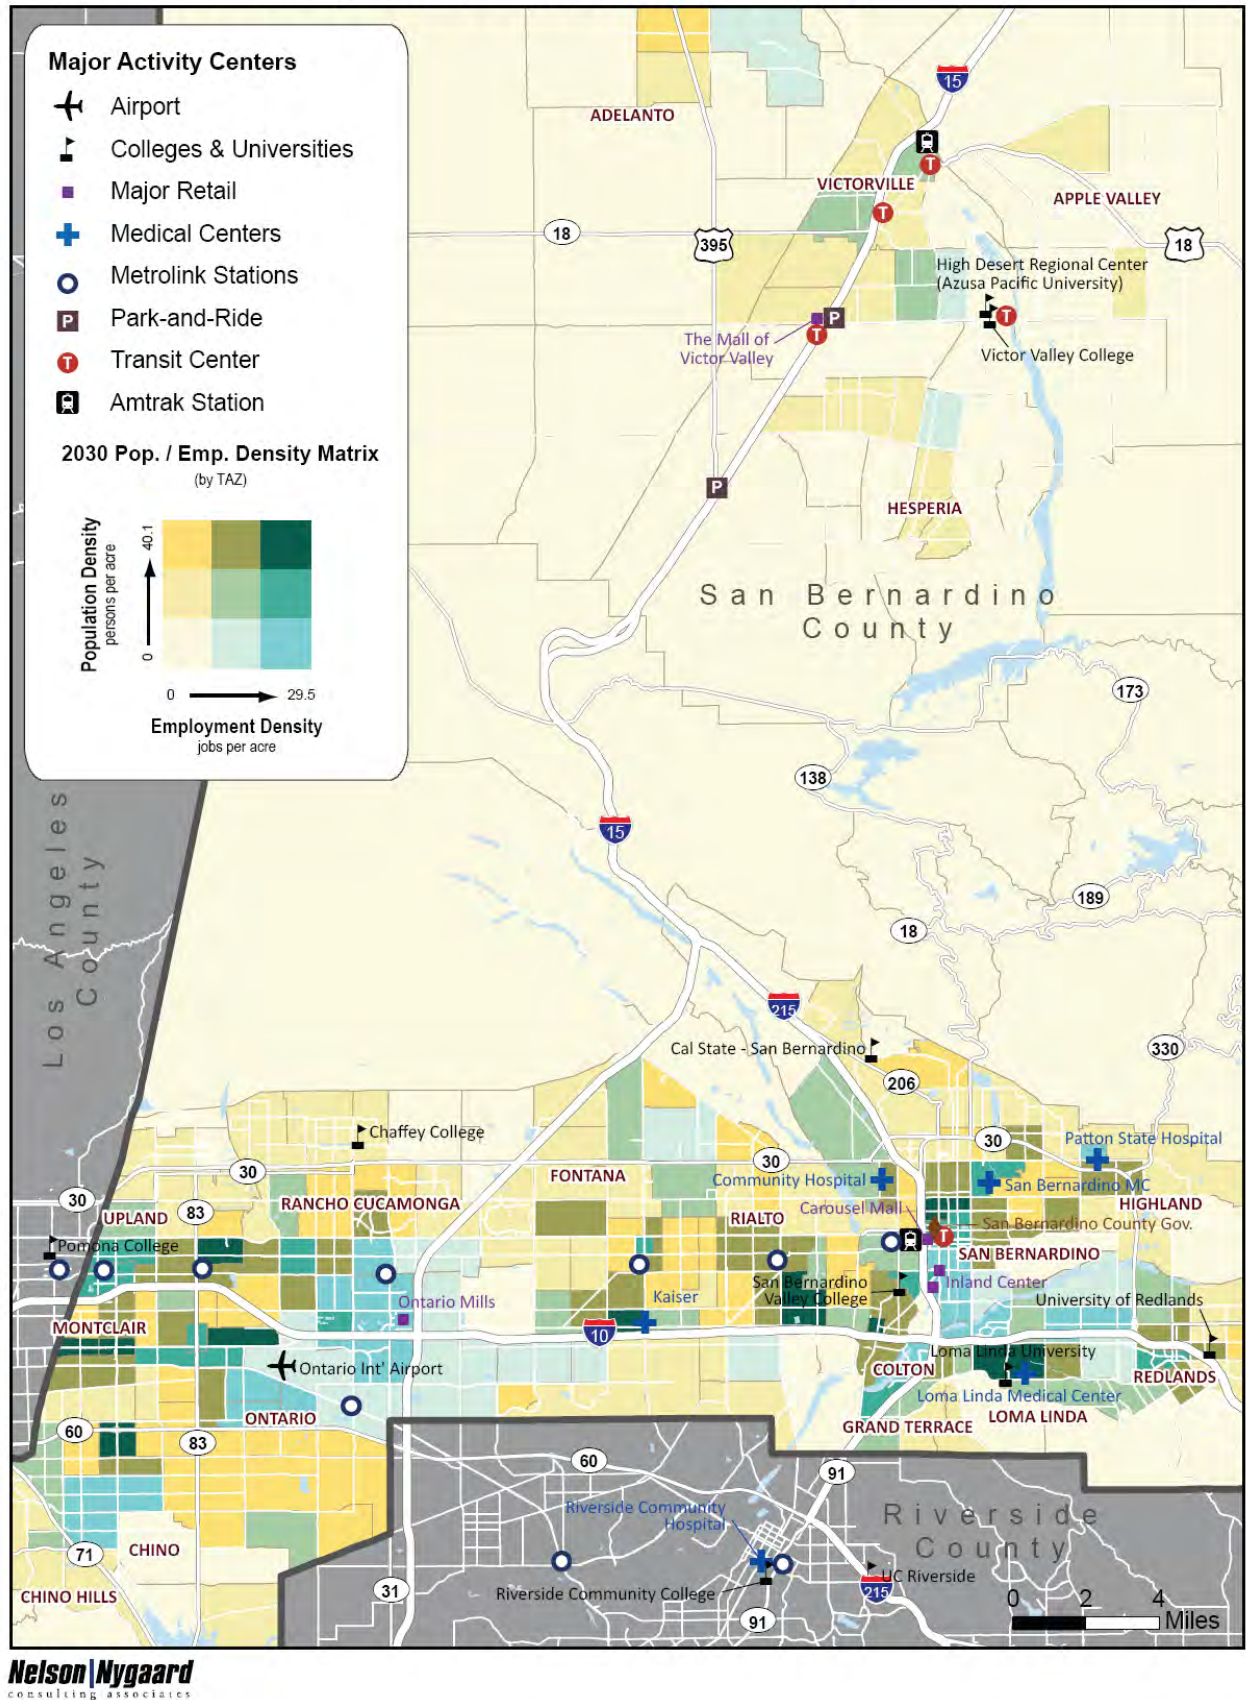 Major Activity Centers
Airport
Colleges & Universities
Major Retail
Medical Centers
Metrolink Stations
P
Park-and-Ride
T
Transit Center
Amtrak Station
2030 Pop. / Emp. Density Matrix
(by TAZ)
Population Density
persons per acre
0
40.1
0
29.5
Employment Density
jobs per acre
15
ADELANTO
T
VICTORVILLE
APPLE VALLEY
T
18
395
18
High Desert Regional Center
(Azusa Pacific University)
P
T
T
The Mall of
Victor Valley
Victor Valley College
P
HESPERIA
San Bernardino
County
173
138
Los Angeles
County
15
189
18
215
Cal State - San Bernardino
330
206
Chaffey College
30
Patton State Hospital
30
30
FONTANA
Community Hospital
San Bernardino MC
30
83
RANCHO CUCAMONGA
Carousel Mall
HIGHLAND
UPLAND
RIALTO
San Bernardino County Gov.
T
Pomona College
SAN BERNARDINO
San Bernardino
Valley College
Inland Center
Ontario Mills
Kaiser
University of Redlands
MONTCLAIR
10
Loma Linda University
Ontario Int' Airport
COLTON
REDLANDS
Loma Linda Medical Center
ONTARIO
LOMA LINDA
GRAND TERRACE
60
83
60
91
Riverside Community
Hospital
Riverside
County
71
CHINO
UC Riverside
CHINO HILLS
31
Riverside Community College
215
91
0 2 4
Miles
Nelson|Nygaard
consulting associates